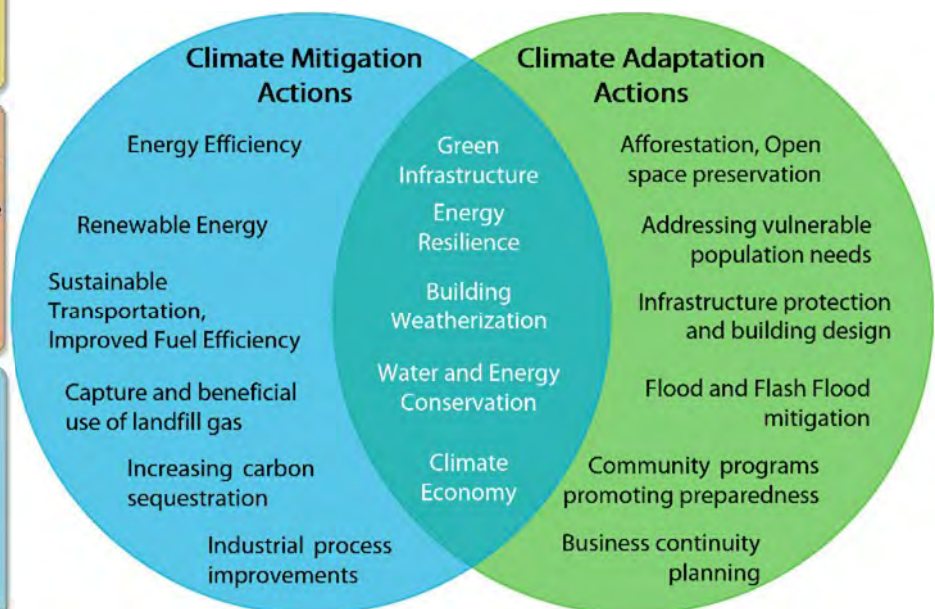 Climate Mitigation
Actions
Energy Efficiency
Renewable Energy
Sustainable
Transportation,
Improved Fuel Efficiency
Capture and beneficial
use of landfill gas
Increasing carbon
sequestration
Industrial process
improvements
Green
Infrastructure
Energy
Resilience
Building
Weatherization
Water and Energy
Conservation
Climate
Economy
Climate Adaptation
Actions
Afforestation, Open
space preservation
Addressing vulnerable
population needs
Infrastructure protection
and building design
Flood and Flash Flood
mitigation
Community programs
promoting preparedness
Business continuity
planning